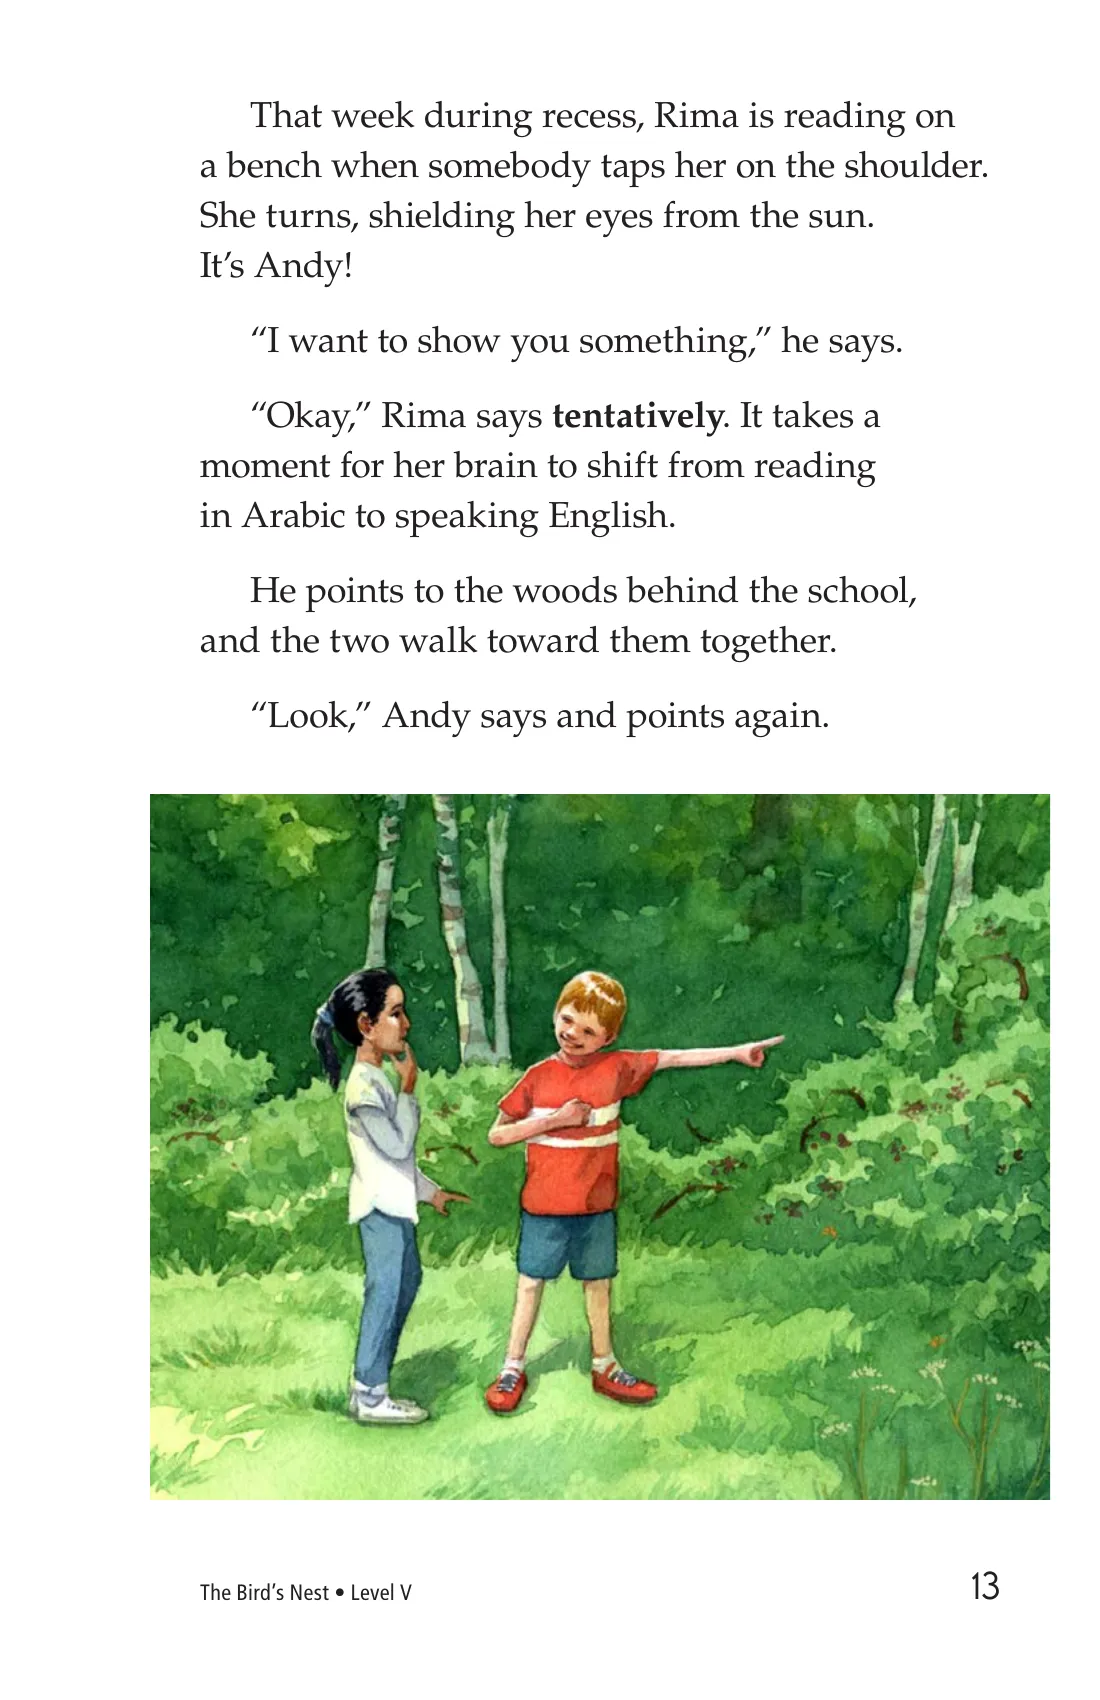 That week during recess, Rima is reading on
a bench when somebody taps her on the shoulder.
She turns, shielding her eyes from the sun.
It’s Andy!
“I want to show you something,” he says.
“Okay,” Rima says tentatively. It takes a
moment for her brain to shift from reading
in Arabic to speaking English.
He points to the woods behind the school,
and the two walk toward them together.
“Look,” Andy says and points again.
The Bird’s Nest • Level V
13